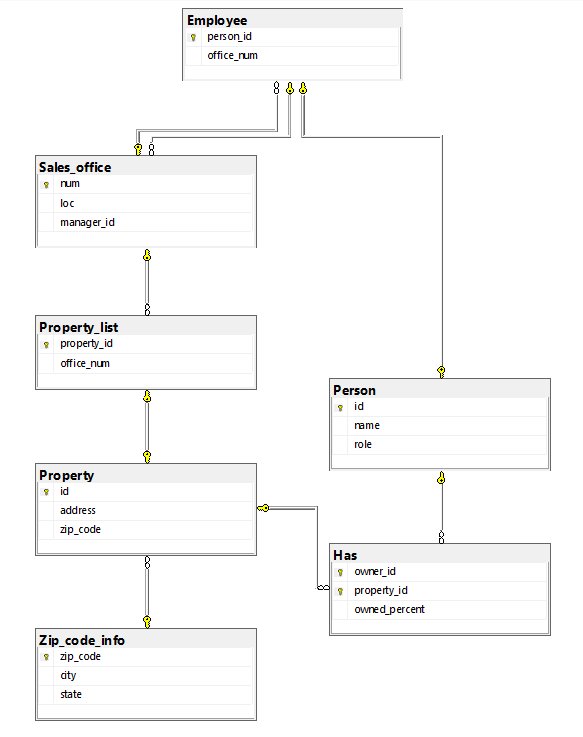 Employee
person_id
office_num
Sales_office
num
loc
manager_id
Property_list
property_id
office_num
Person
id
name
role
Property
id
address
zip_code
Has
owner_id
property_id
owned_percent
Zip_code_info
zip_code
city
state